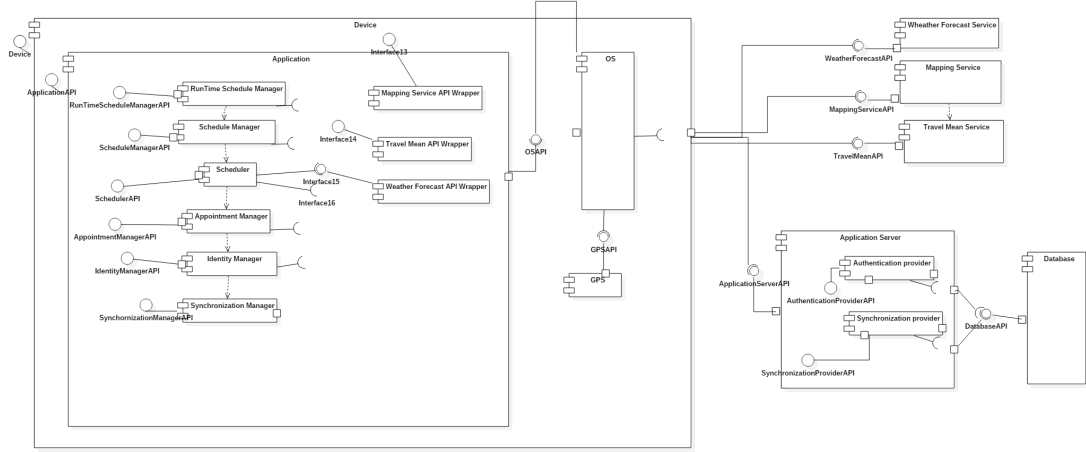 Device
Wheather Forecast Service
Device
Interface13
WeatherForecastAPI
Application
OS
Mapping Service
ApplicationAPI
RunTime Schedule Manager
Mapping Service API Wrapper
RunTimeScheduleManagerAPI
MappingServiceAPI
Schedule Manager
Travel Mean Service
ScheduleManagerAPI
Interface14
Travel Mean API Wrapper
OSAPI
TravelMeanAPI
Scheduler
Interface15
Weather Forecast API Wrapper
SchedulerAPI
Interface16
Appointment Manager
AppointmentManagerAPI
Application Server
GPSAPI
Identity Manager
IdentityManagerAPI
Authentication provider
Database
GPS
ApplicationServerAPI
AuthenticationProviderAPI
Synchronization Manager
SynchornizationManagerAPI
Synchronization provider
DatabaseAPI
SynchronizationProviderAPI